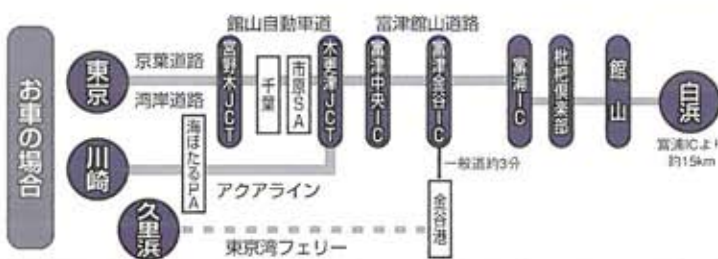 お車の場合
館山自動車道
富津館山道路
東京
京葉道路
湾岸道路
宮野木JCT
千葉
市原SA
木更津JCT
富津中央IC
富津金谷IC
富浦IC
枇杷倶楽部
館山
白浜
富浦ICより
約15km
川崎
海ほたるPA
アクアライン
一般道約3分
金谷港
久里浜
東京湾フェリー